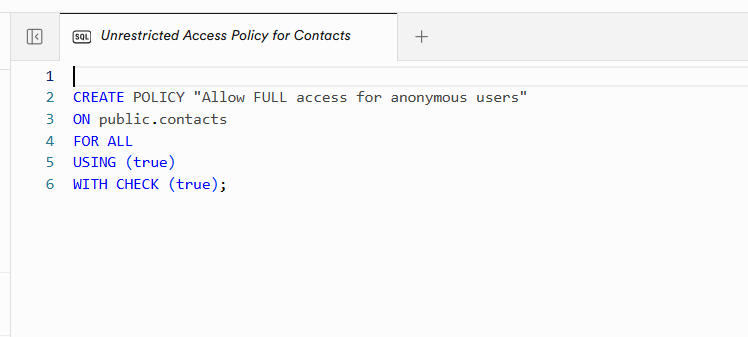 SQL Unrestricted Access Policy for Contacts +
1
2 CREATE POLICY "Allow FULL access for anonymous users"
3 ON public.contacts
4 FOR ALL
5 USING (true)
6 WITH CHECK (true);